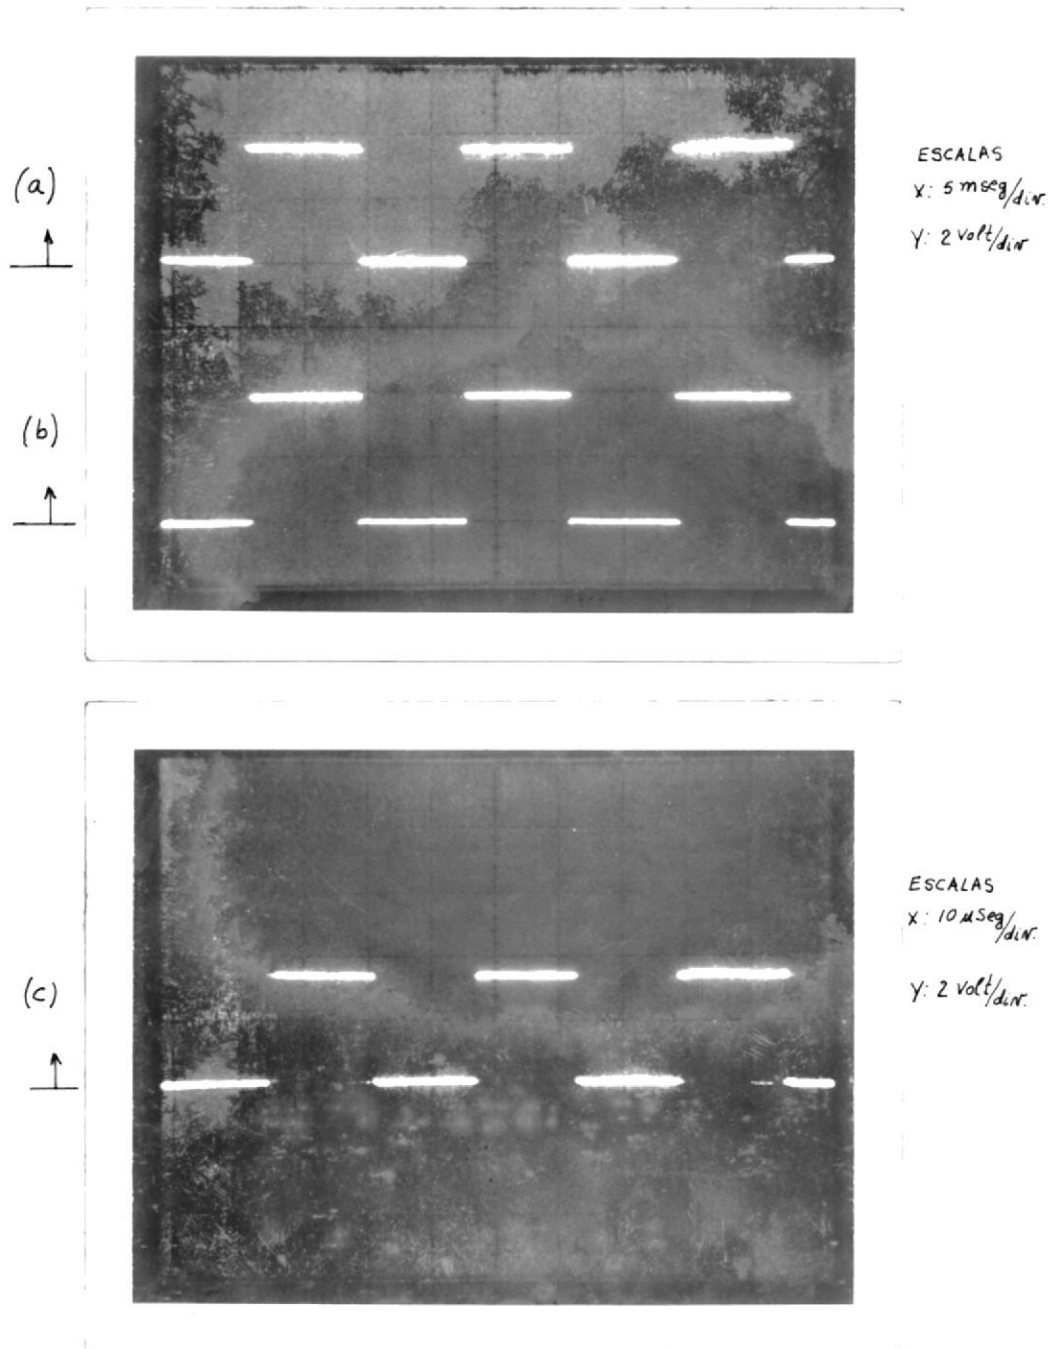 (a)
ESCALAS
X: 5 mseg/div.
Y: 2 Volt/div
(b)
(c)
ESCALAS
X: 10 µSeg/div.
Y: 2 Volt/div.